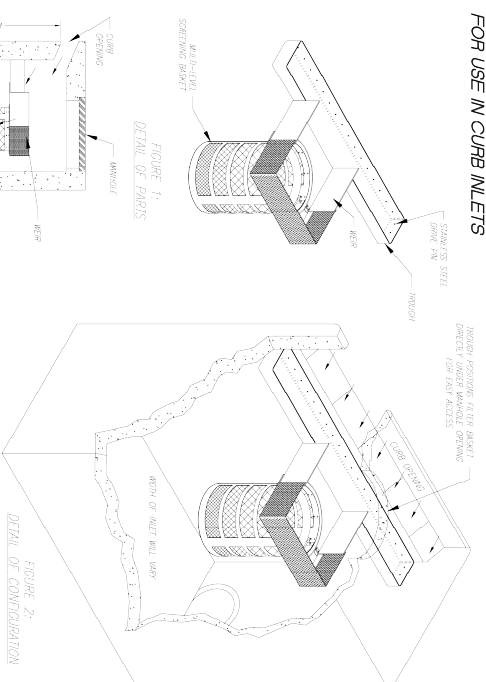 FOR USE IN CURB INLETS
STAINLESS STEEL
DRIVE PIN
TROUGH
WEIR
MULTI-LEVEL
SCREENING BASKET
FIGURE 1:
DETAIL OF PARTS
CURB
OPENING
MANHOLE
WEIR
TROUGH POSITIONS FILTER BASKET
DIRECTLY UNDER MANHOLE OPENING
FOR EASY ACCESS
CURB OPENING
WIDTH OF INLET WILL VARY
FIGURE 2:
DETAIL OF CONFIGURATION